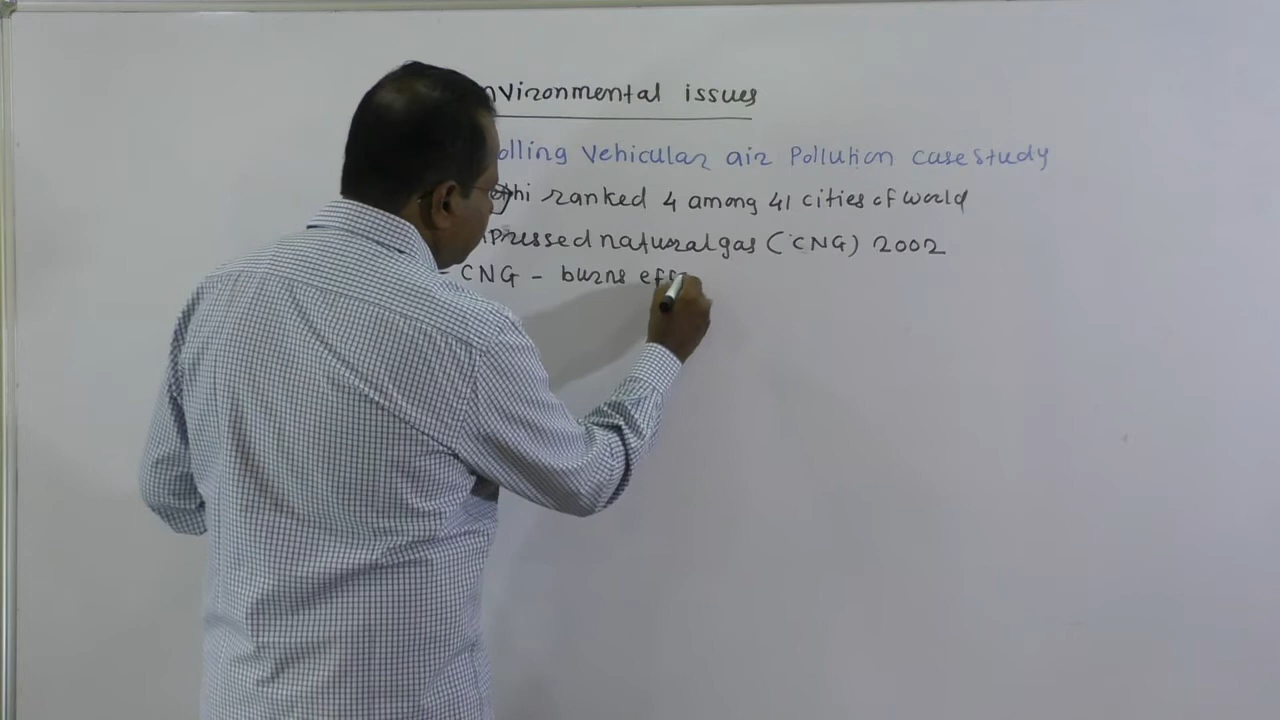 nvironmental issues
olling Vehicular air Pollution case study
lhi ranked 4 among 41 cities of world
pressed natural gas (CNG) 2002
- CNG - burns eff